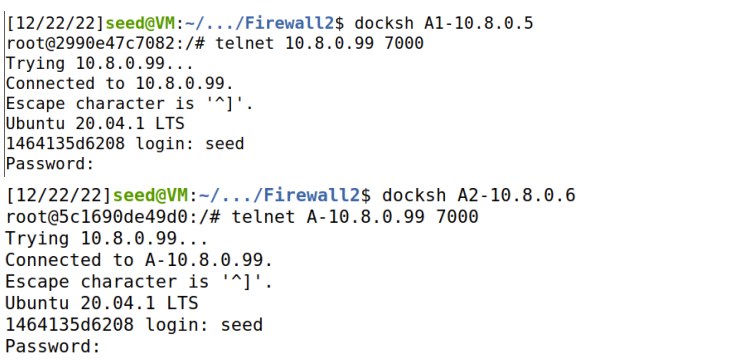 [12/22/22]seed@VM:~/.../Firewall2$ docksh A1-10.8.0.5
root@2990e47c7082:/# telnet 10.8.0.99 7000
Trying 10.8.0.99...
Connected to 10.8.0.99.
Escape character is '^]'.
Ubuntu 20.04.1 LTS
1464135d6208 login: seed
Password:
[12/22/22]seed@VM:~/.../Firewall2$ docksh A2-10.8.0.6
root@5c1690de49d0:/# telnet A-10.8.0.99 7000
Trying 10.8.0.99...
Connected to A-10.8.0.99.
Escape character is '^]'.
Ubuntu 20.04.1 LTS
1464135d6208 login: seed
Password: